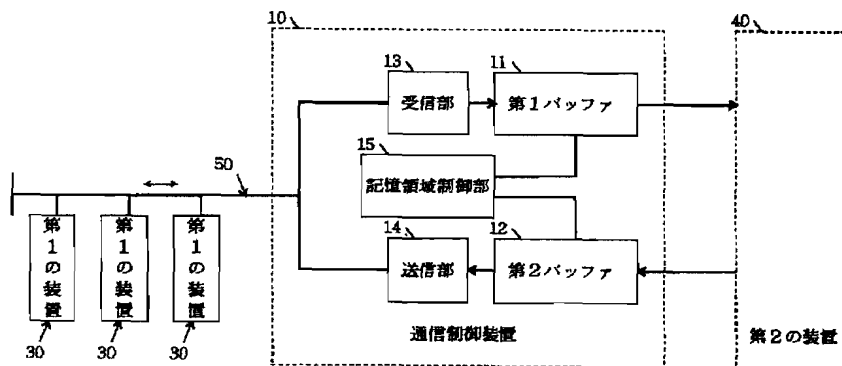 10
40
13
11
受信部
第1バッファ
15
記憶領域制御部
50
14
12
送信部
第2バッファ
第1の装置
第1の装置
第1の装置
30
30
30
通信制御装置
第2の装置